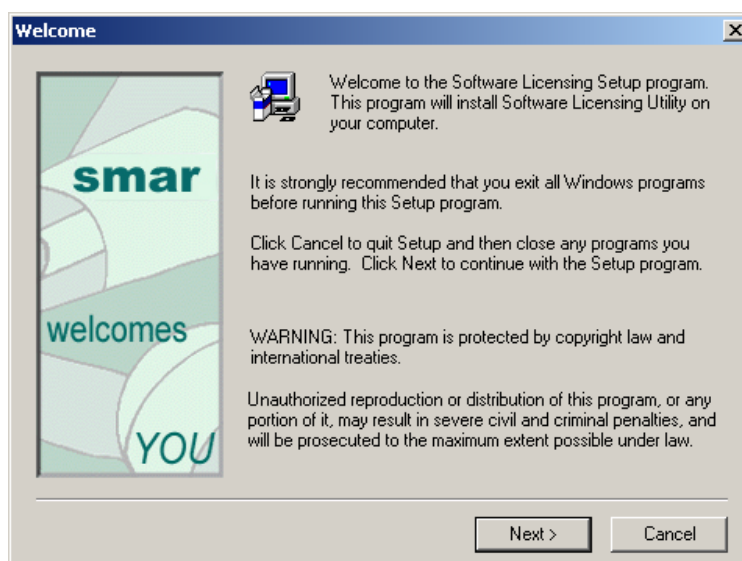 Welcome
Welcome to the Software Licensing Setup program.
This program will install Software Licensing Utility on
your computer.
smar
It is strongly recommended that you exit all Windows programs
before running this Setup program.
Click Cancel to quit Setup and then close any programs you
have running.  Click Next to continue with the Setup program.
welcomes
WARNING: This program is protected by copyright law and
international treaties.
Unauthorized reproduction or distribution of this program, or any
portion of it, may result in severe civil and criminal penalties, and
will be prosecuted to the maximum extent possible under law.
YOU
Next >
Cancel